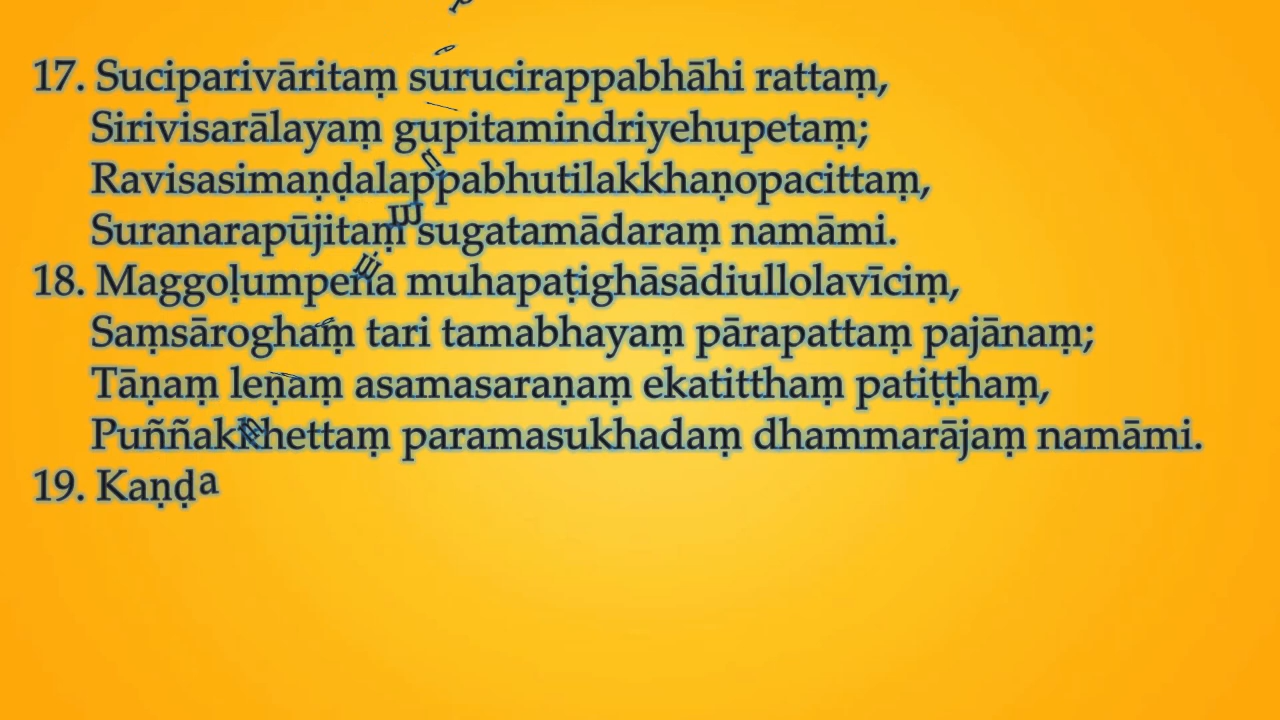 17. Suciparivāritaṃ surucirappabhāhi rattaṃ,
Sirivisarālayaṃ gupitamindriyehupetaṃ;
Ravisasimaṇḍalappabhutilakkhaṇopacittaṃ,
Suranarapūjitaṃ sugatamādaraṃ namāmi.
18. Maggoḷumpena muhapaṭighāsādiullolavīciṃ,
Saṃsāroghaṃ tari tamabhayaṃ pārapattaṃ pajānaṃ;
Tāṇaṃ leṇaṃ asamasaraṇaṃ ekatitthaṃ patiṭṭhaṃ,
Puññakkhettaṃ paramasukhadaṃ dhammarājaṃ namāmi.
19. Kaṇḍa